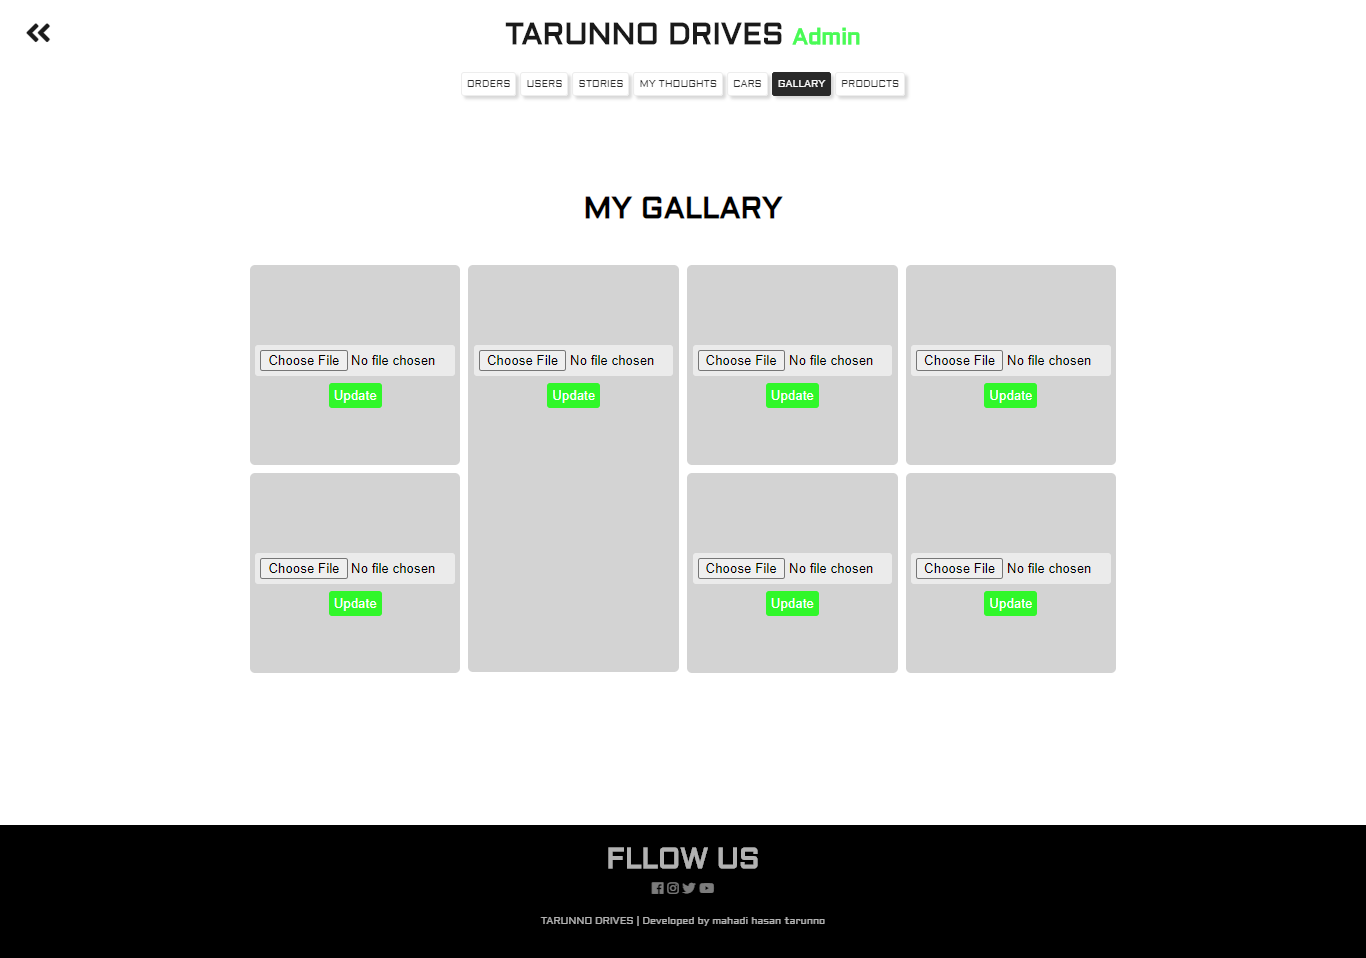 TARUNNO DRIVES Admin
ORDERS USERS STORIES MY THOUGHTS CARS GALLARY PRODUCTS
MY GALLARY
Choose File No file chosen Choose File No file chosen Choose File No file chosen Choose File No file chosen
Update Update Update Update
Choose File No file chosen Choose File No file chosen Choose File No file chosen
Update Update Update
FLLOW US
TARUNNO DRIVES | Developed by mahadi hasan tarunno